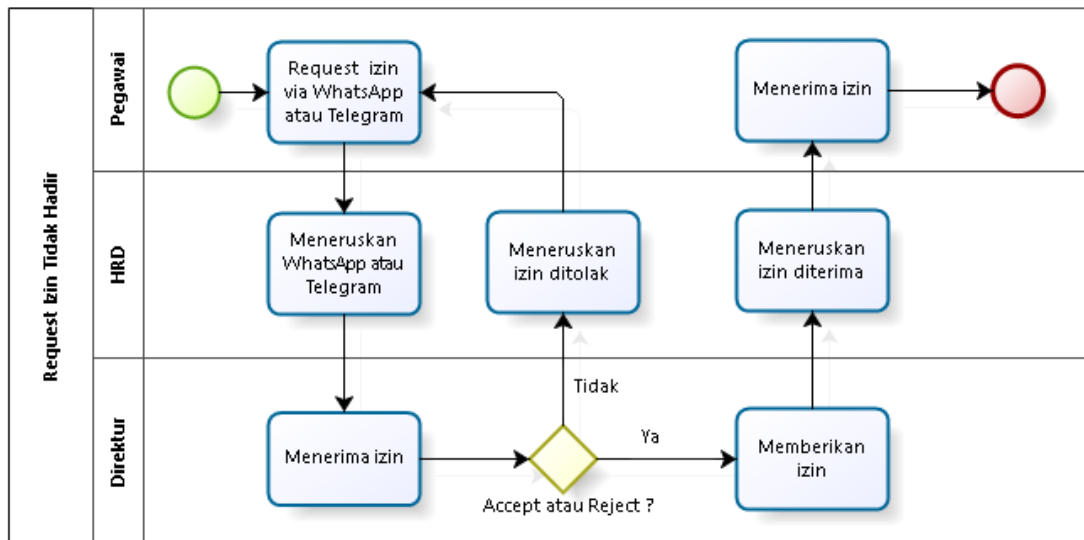 Request Izin Tidak Hadir
Pegawai
Request izin
via WhatsApp
atau Telegram
Menerima izin
HRD
Meneruskan
WhatsApp atau
Telegram
Meneruskan
izin ditolak
Meneruskan
izin diterima
Direktur
Menerima izin
Tidak
Ya
Accept atau Reject ?
Memberikan
izin